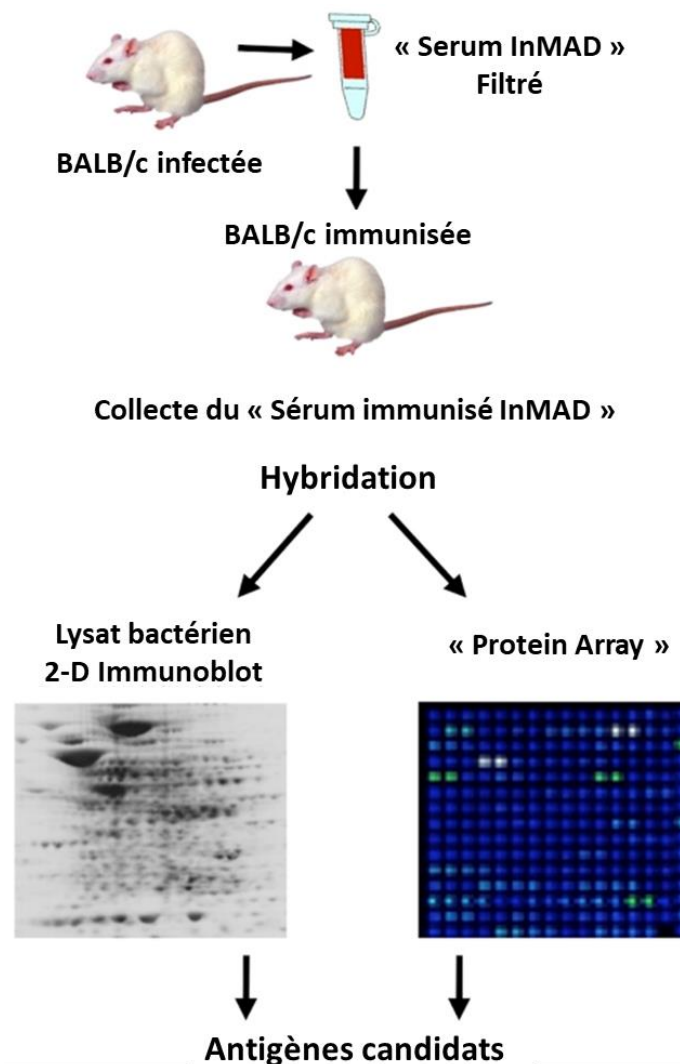 « Serum InMAD »
Filtré
BALB/c infectée
BALB/c immunisée
Collecte du « Sérum immunisé InMAD »
Hybridation
Lysat bactérien
2-D Immunoblot
« Protein Array »
Antigènes candidats